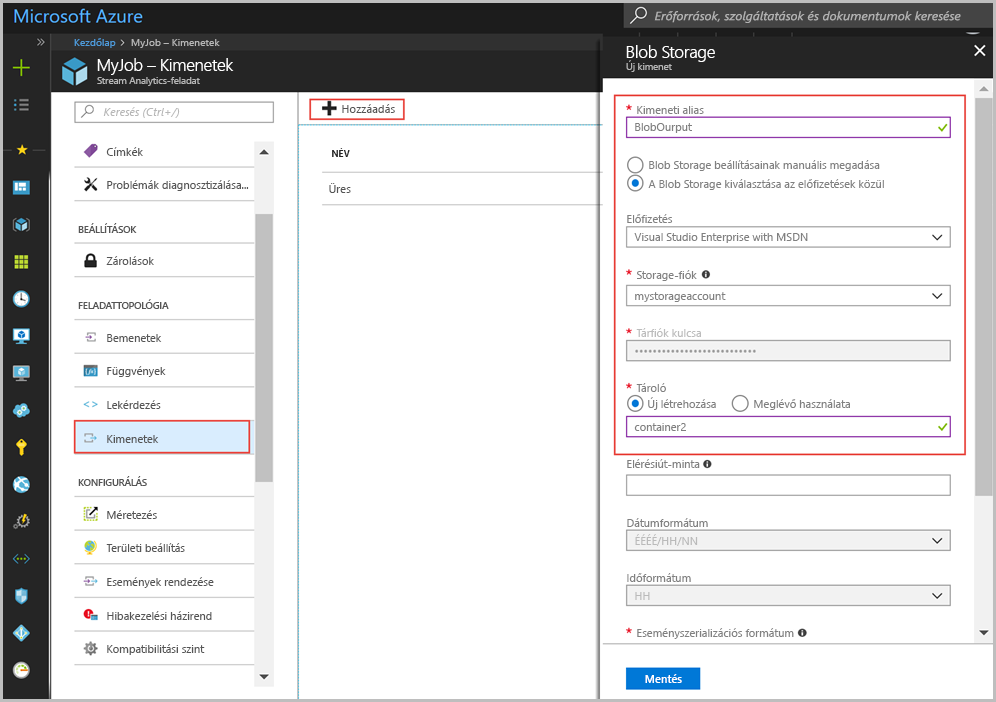 Microsoft Azure
Erőforrások, szolgáltatások és dokumentumok keresése
Kezdőlap > MyJob – Kimenetek
MyJob – Kimenetek
Stream Analytics-feladat
Keresés (Ctrl+/)
Címkék
Problémák diagnosztizálása...
BEÁLLÍTÁSOK
Zárolások
FELADATTOPOLÓGIA
Bemenetek
Függvények
Lekérdezés
Kimenetek
KONFIGURÁLÁS
Méretezés
Területi beállítás
Események rendezése
Hibakezelési házirend
Kompatibilitási szint
Hozzáadás
NÉV
Üres
Blob Storage
Új kimenet
* Kimeneti alias
BlobOurput
Blob Storage beállításainak manuális megadása
A Blob Storage kiválasztása az előfizetések közül
Előfizetés
Visual Studio Enterprise with MSDN
* Storage-fiók
mystorageaccount
* Tárfiók kulcsa
* Tároló
Új létrehozása Meglévő használata
container2
Elérésiút-minta
Dátumformátum
ÉÉÉÉ/HH/NN
Időformátum
HH
* Eseményszerializációs formátum
Mentés